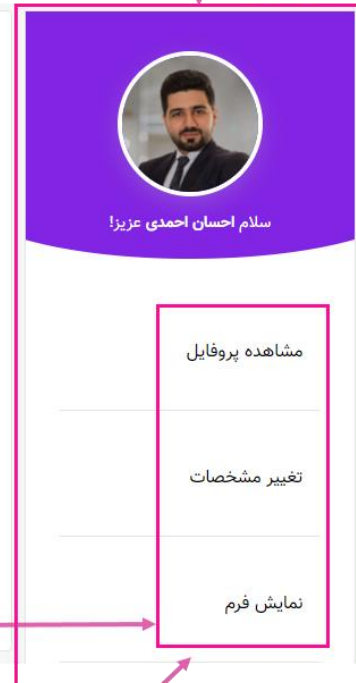 سلام احسان احمدی عزیز!
مشاهده پروفایل
تغییر مشخصات
نمایش فرم